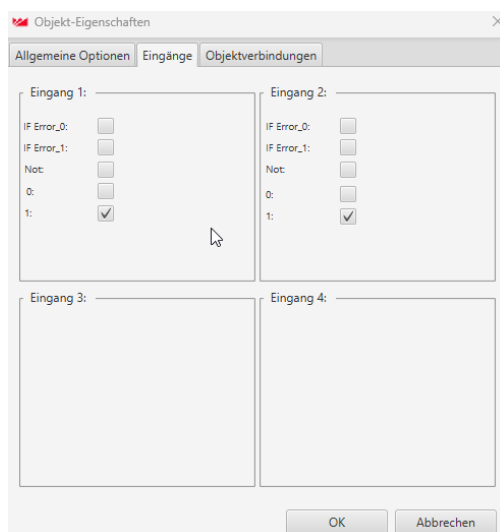 Objekt-Eigenschaften
Allgemeine Optionen Eingänge Objektverbindungen
Eingang 1:
IF Error_0:
IF Error_1:
Not:
0:
1:
Eingang 2:
IF Error_0:
IF Error_1:
Not:
0:
1:
Eingang 3:
Eingang 4:
OK Abbrechen